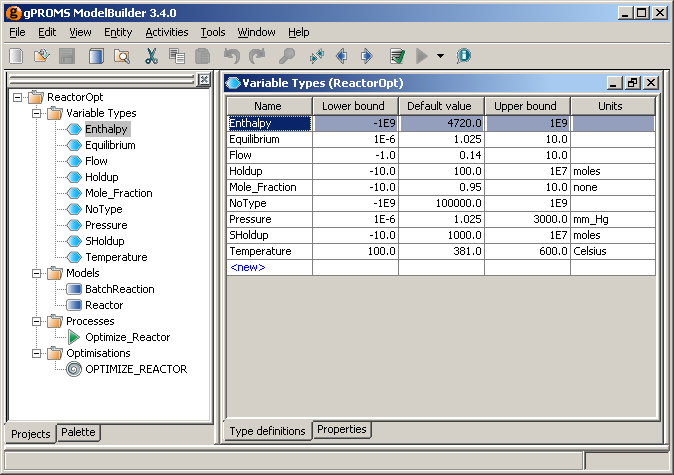 gPROMS ModelBuilder 3.4.0
File Edit View Entity Activities Tools Window Help
ReactorOpt
Variable Types
Enthalpy
Equilibrium
Flow
Holdup
Mole_Fraction
NoType
Pressure
SHoldup
Temperature
Models
BatchReaction
Reactor
Processes
Optimize_Reactor
Optimisations
OPTIMIZE_REACTOR
Projects Palette
Variable Types (ReactorOpt)
Name Lower bound Default value Upper bound Units
Enthalpy -1E9 4720.0 1E9
Equilibrium 1E-6 1.025 10.0
Flow -1.0 0.14 10.0
Holdup -10.0 100.0 1E7 moles
Mole_Fraction -10.0 0.95 10.0 none
NoType -1E9 100000.0 1E9
Pressure 1E-6 1.025 3000.0 mm_Hg
SHoldup -10.0 1000.0 1E7 moles
Temperature 100.0 381.0 600.0 Celsius
<new>
Type definitions Properties